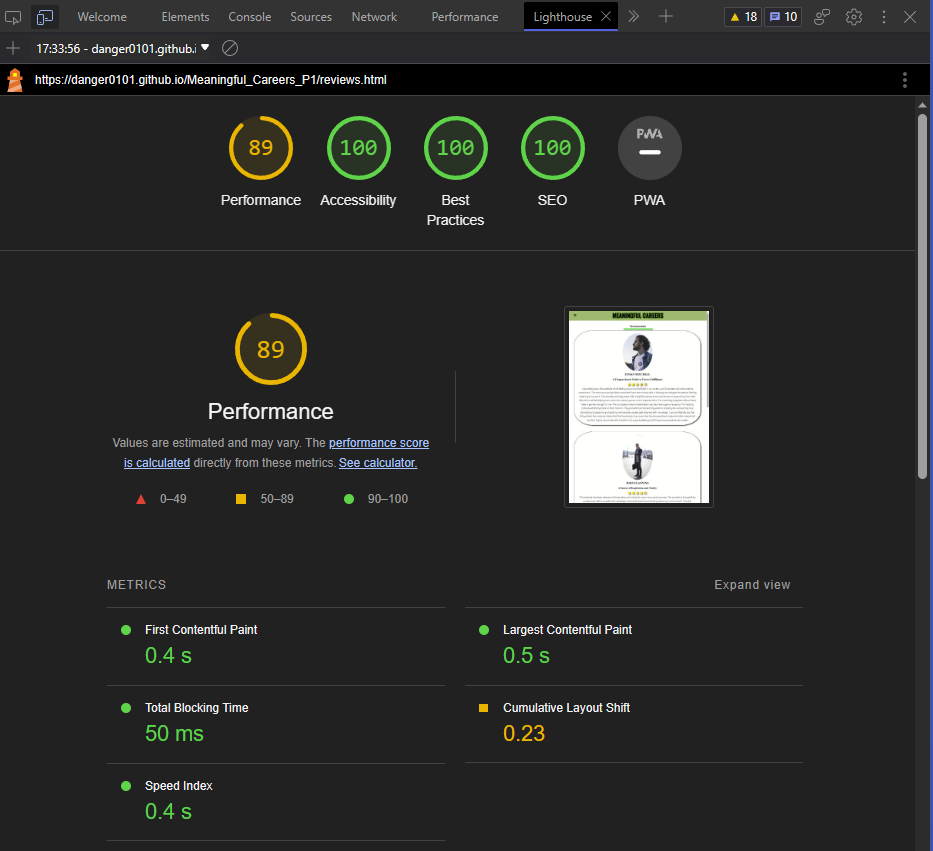 Welcome Elements Console Sources Network Performance Lighthouse 18 10
17:33:56 - danger0101.github.i
https://danger0101.github.io/Meaningful_Careers_P1/reviews.html
89 100 100 100 PWA
Performance Accessibility Best Practices SEO PWA
89
Performance
Values are estimated and may vary. The performance score
is calculated directly from these metrics. See calculator.
0–49 50–89 90–100
MEANINGFUL CAREERS
METRICS Expand view
First Contentful Paint
0.4 s
Largest Contentful Paint
0.5 s
Total Blocking Time
50 ms
Cumulative Layout Shift
0.23
Speed Index
0.4 s